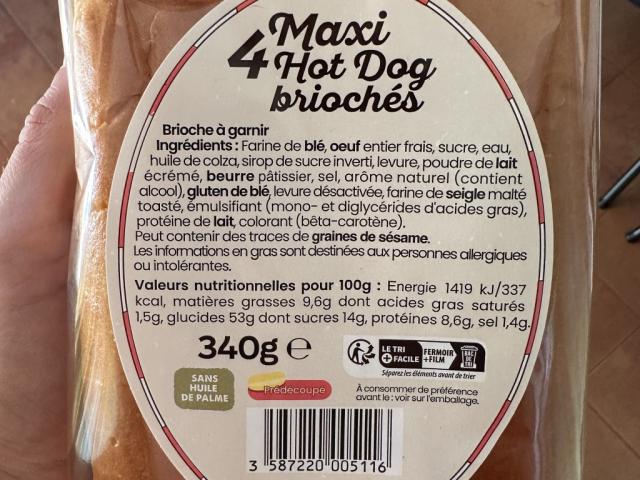 4 Maxi
Hot Dog
briochés
Brioche à garnir
Ingrédients : Farine de blé, oeuf entier frais, sucre, eau,
huile de colza, sirop de sucre inverti, levure, poudre de lait
écrémé, beurre pâtissier, sel, arôme naturel (contient
alcool), gluten de blé, levure désactivée, farine de seigle malté
toasté, émulsifiant (mono- et diglycérides d'acides gras),
protéine de lait, colorant (bêta-carotène).
Peut contenir des traces de graines de sésame.
Les informations en gras sont destinées aux personnes allergiques
ou intolérantes.
Valeurs nutritionnelles pour 100g : Energie 1419 kJ/337
kcal, matières grasses 9,6g dont acides gras saturés
1,5g, glucides 53g dont sucres 14g, protéines 8,6g, sel 1,4g.
340g e
LE TRI
+ FACILE
FERMOIR
+FILM
BAC
DE
TRI
Séparez les éléments avant de trier
SANS
HUILE
DE PALME
Prédécoupé
À consommer de préférence
avant le : voir sur l'emballage.
3 587220 005116